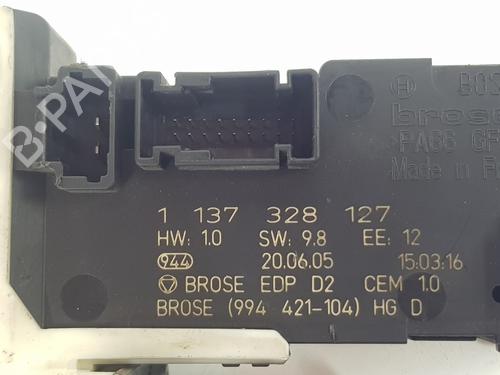 B-PARTS
brose
Made in
1 137 328 127
HW: 1.0 SW: 9.8 EE: 12
944 20.06.05 15:03:16
BROSE EDP D2 CEM 1.0
BROSE (994 421-104) HG D